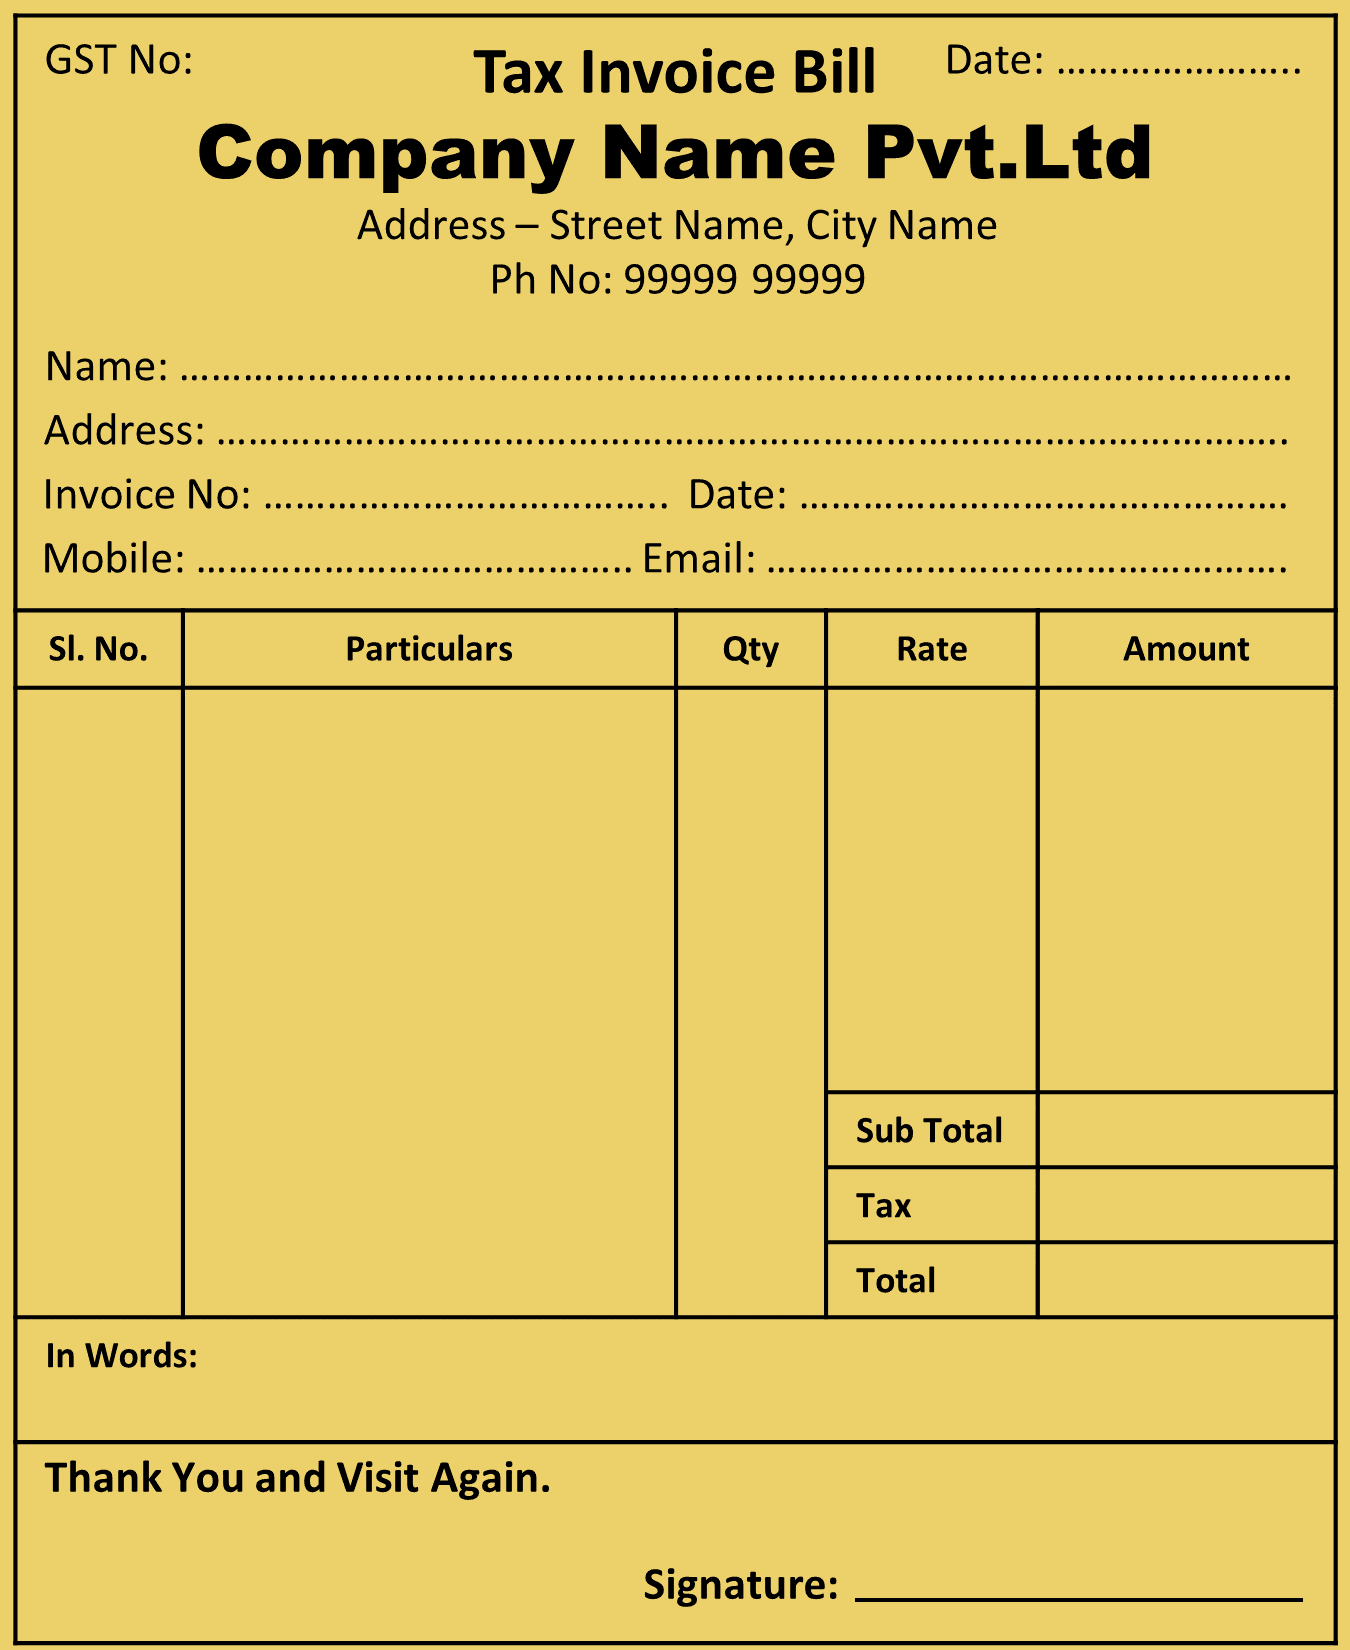 GST No: Tax Invoice Bill Date: …………………..
Company Name Pvt.Ltd
Address – Street Name, City Name
Ph No: 99999 99999
Name: ……………………………………………………………………………………………
Address: ………………………………………………………………………………………..
Invoice No: ……………………………….. Date: ……………………………………….
Mobile: ………………………………….. Email: ………………………………………….
Sl. No. Particulars Qty Rate Amount
Sub Total
Tax
Total
In Words:
Thank You and Visit Again.
Signature: